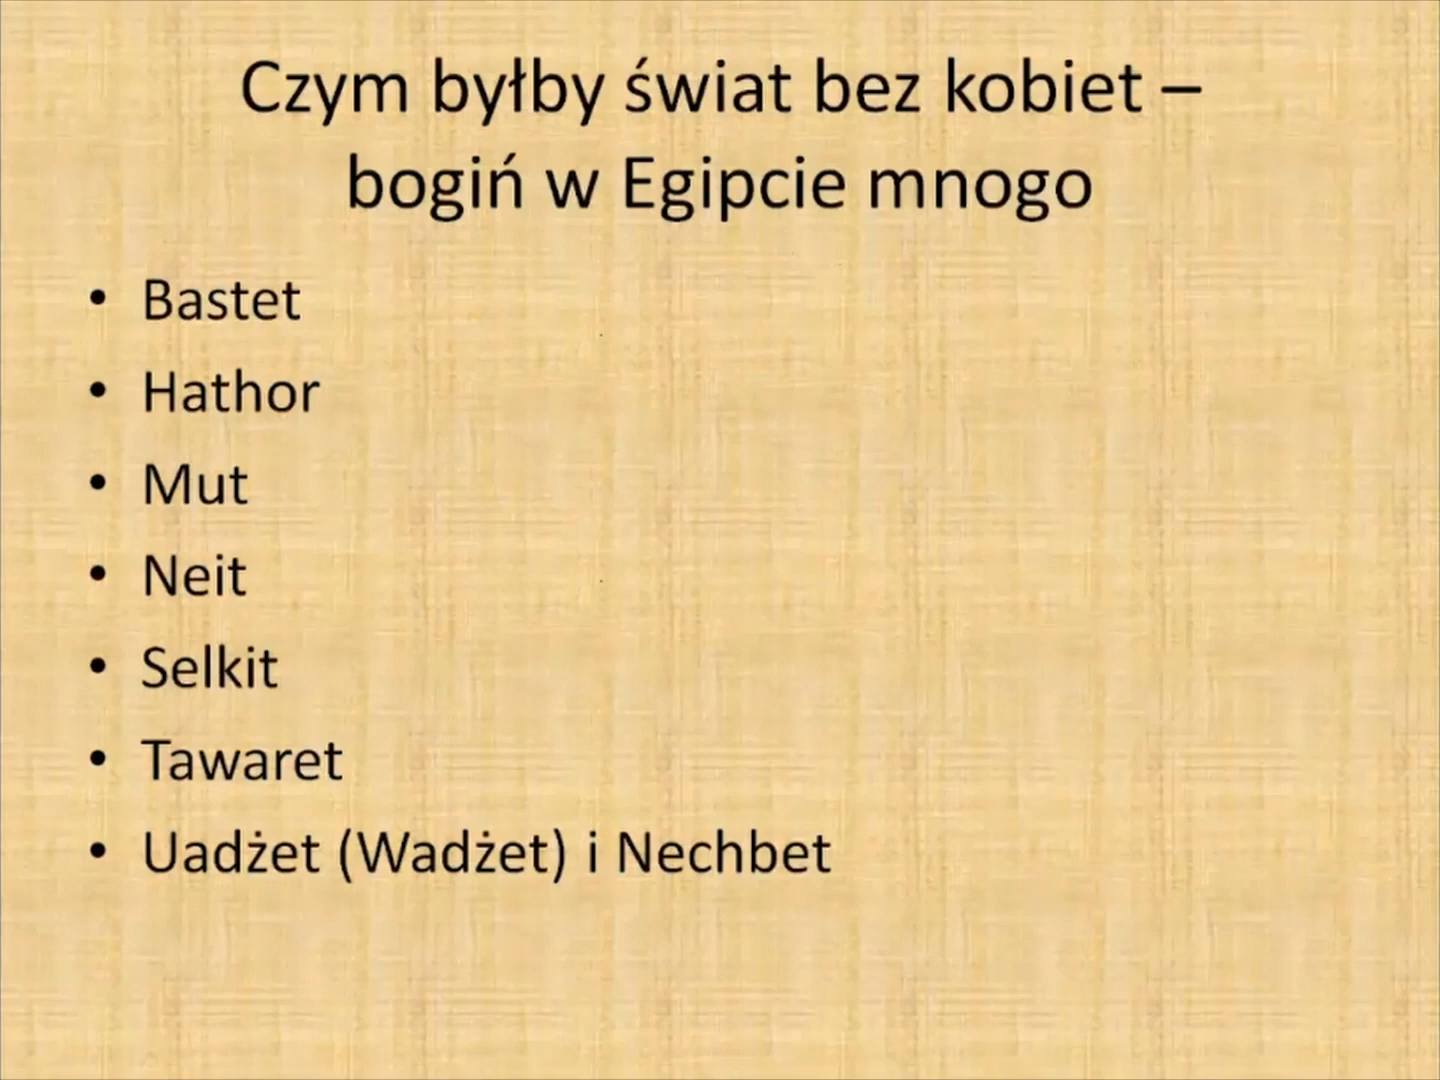 Czym byłby świat bez kobiet –
bogiń w Egipcie mnogo
• Bastet
• Hathor
• Mut
• Neit
• Selkit
• Tawaret
• Uadżet (Wadżet) i Nechbet